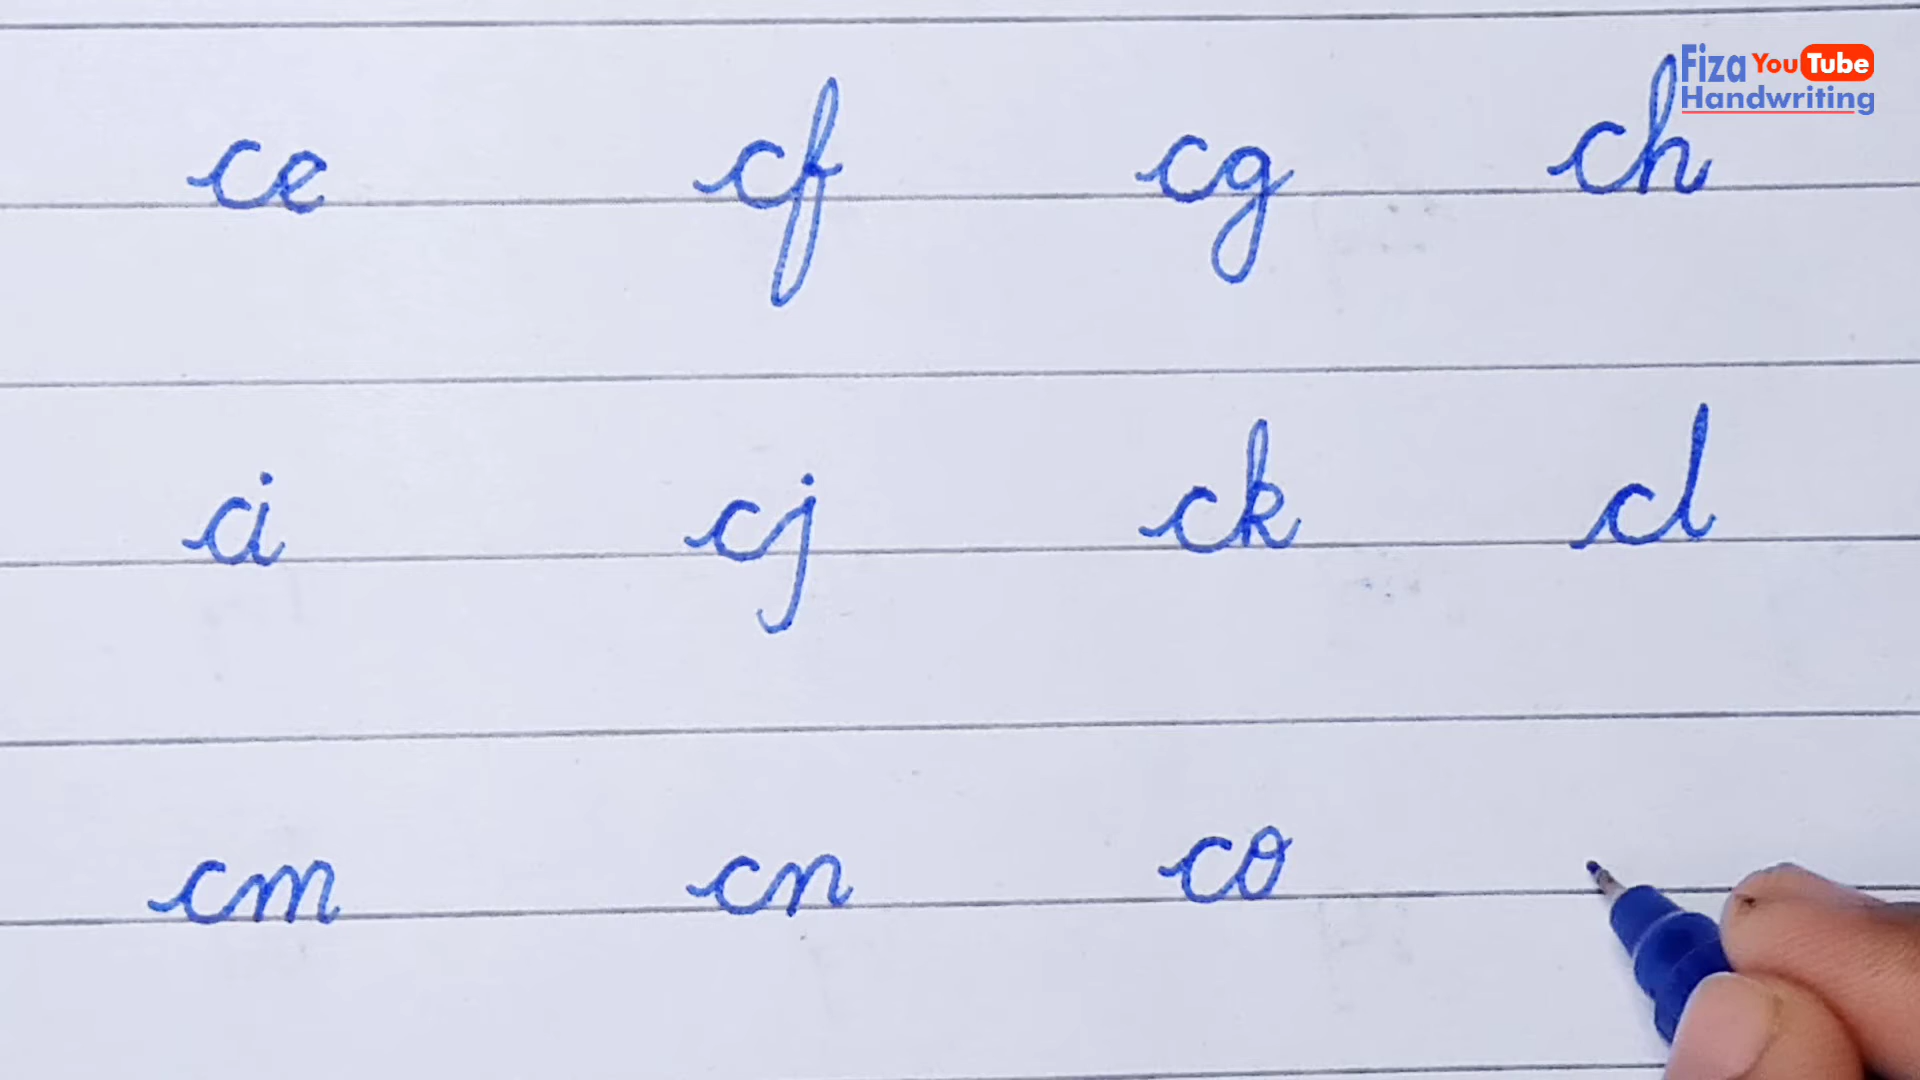 Fiza YouTube
Handwriting
ce cf cg ch
ci cj ck cl
cm cn co